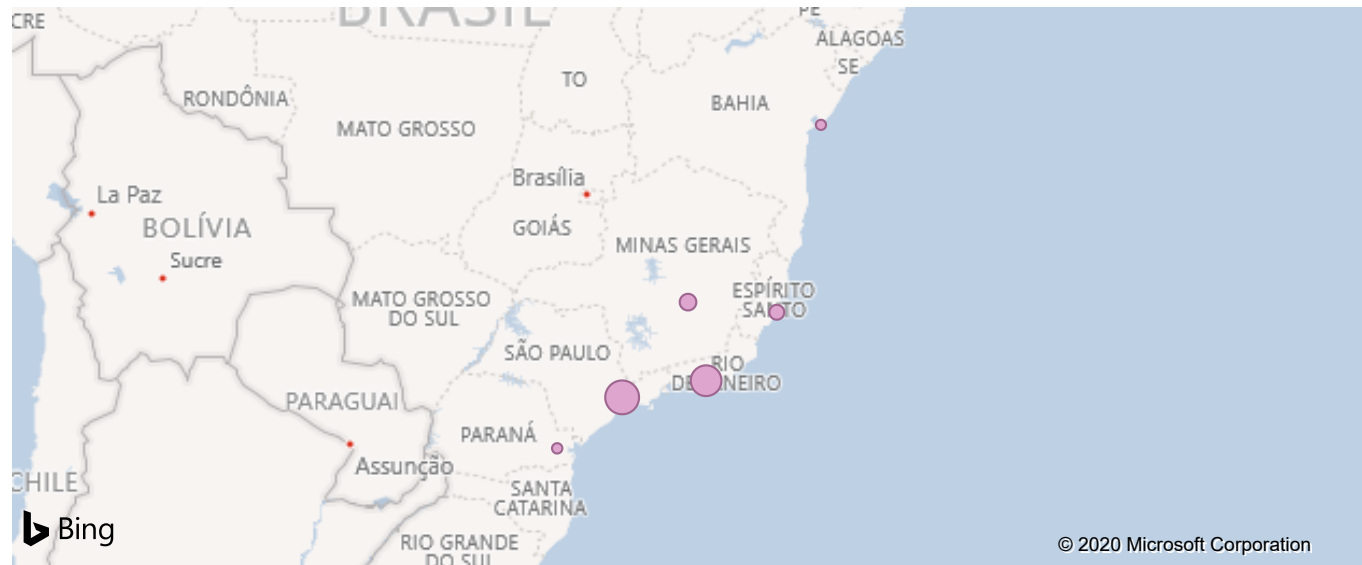 BRASIL
CRE
PE
ALAGOAS
SE
TO
RONDÔNIA
BAHIA
MATO GROSSO
Brasília
La Paz
BOLÍVIA
GOIÁS
MINAS GERAIS
Sucre
ESPÍRITO
SANTO
MATO GROSSO
DO SUL
SÃO PAULO
RIO
DE JANEIRO
PARAGUAI
PARANÁ
Assunção
CHILE
SANTA
CATARINA
Bing
RIO GRANDE
DO SUL
© 2020 Microsoft Corporation